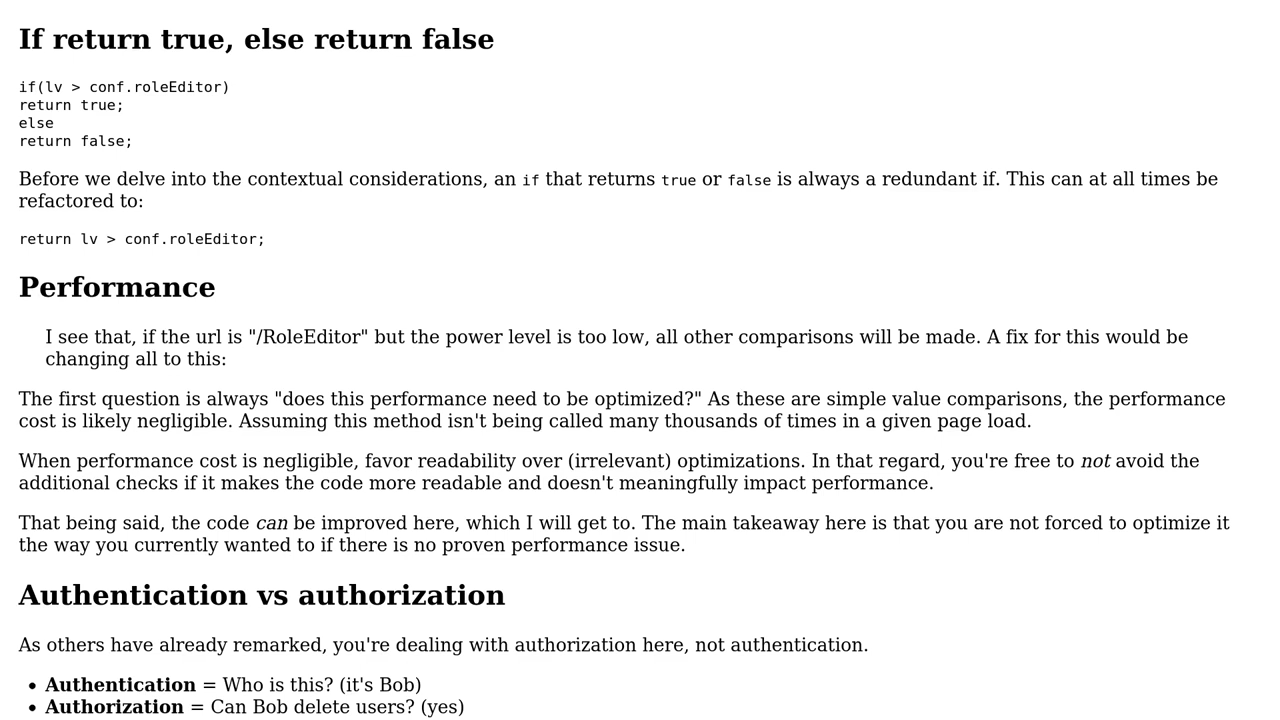 If return true, else return false
if(lv > conf.roleEditor)
return true;
else
return false;
Before we delve into the contextual considerations, an if that returns true or false is always a redundant if. This can at all times be
refactored to:
return lv > conf.roleEditor;
Performance
I see that, if the url is "/RoleEditor" but the power level is too low, all other comparisons will be made. A fix for this would be
changing all to this:
The first question is always "does this performance need to be optimized?" As these are simple value comparisons, the performance
cost is likely negligible. Assuming this method isn't being called many thousands of times in a given page load.
When performance cost is negligible, favor readability over (irrelevant) optimizations. In that regard, you're free to not avoid the
additional checks if it makes the code more readable and doesn't meaningfully impact performance.
That being said, the code can be improved here, which I will get to. The main takeaway here is that you are not forced to optimize it
the way you currently wanted to if there is no proven performance issue.
Authentication vs authorization
As others have already remarked, you're dealing with authorization here, not authentication.
• Authentication = Who is this? (it's Bob)
• Authorization = Can Bob delete users? (yes)